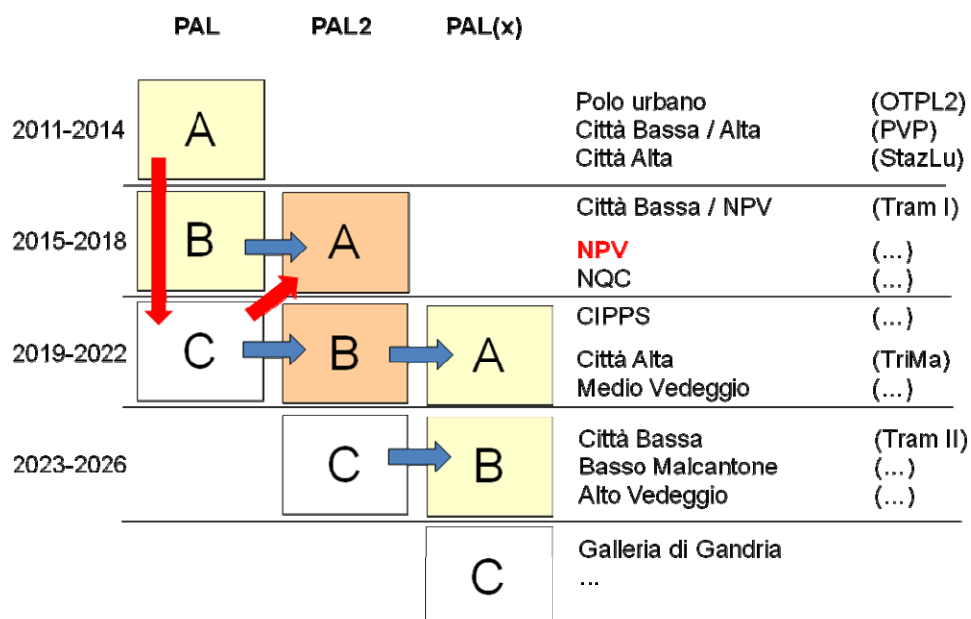 PAL PAL2 PAL(x)
2011-2014 A Polo urbano (OTPL2)
Città Bassa / Alta (PVP)
Città Alta (StazLu)
2015-2018 B A Città Bassa / NPV (Tram I)
NPV (...)
NQC (...)
2019-2022 C B A CIPPS (...)
Città Alta (TriMa)
Medio Vedeggio (...)
2023-2026 C B Città Bassa (Tram II)
Basso Malcantone (...)
Alto Vedeggio (...)
C Galleria di Gandria
...